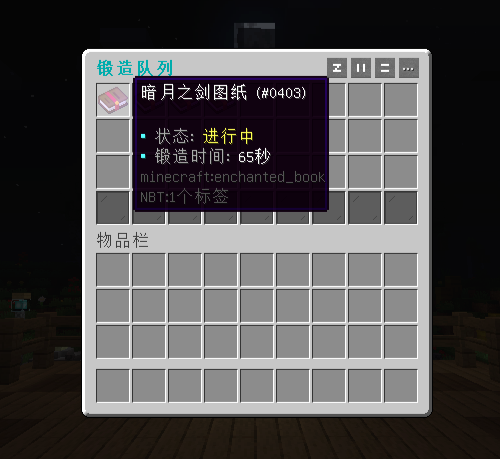 锻造队列
暗月之剑图纸 (#0403)
▪ 状态: 进行中
▪ 锻造时间: 65秒
minecraft:enchanted_book
NBT:1个标签
物品栏